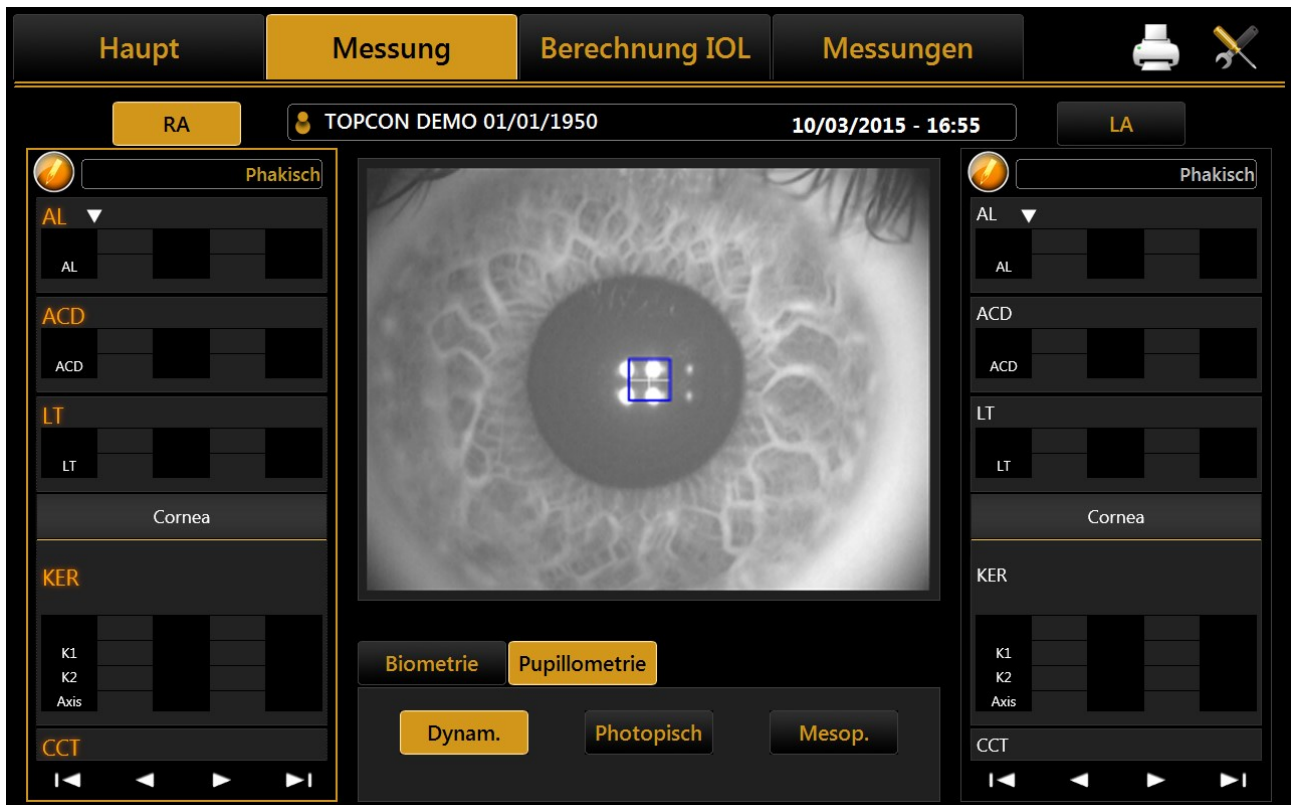 Haupt Messung Berechnung IOL Messungen
RA TOPCON DEMO 01/01/1950 10/03/2015 - 16:55 LA
Phakisch
AL
AL
ACD
ACD
LT
LT
Cornea
KER
K1
K2
Axis
CCT
Biometrie Pupillometrie
Dynam. Photopisch Mesop.
Phakisch
AL
AL
ACD
ACD
LT
LT
Cornea
KER
K1
K2
Axis
CCT